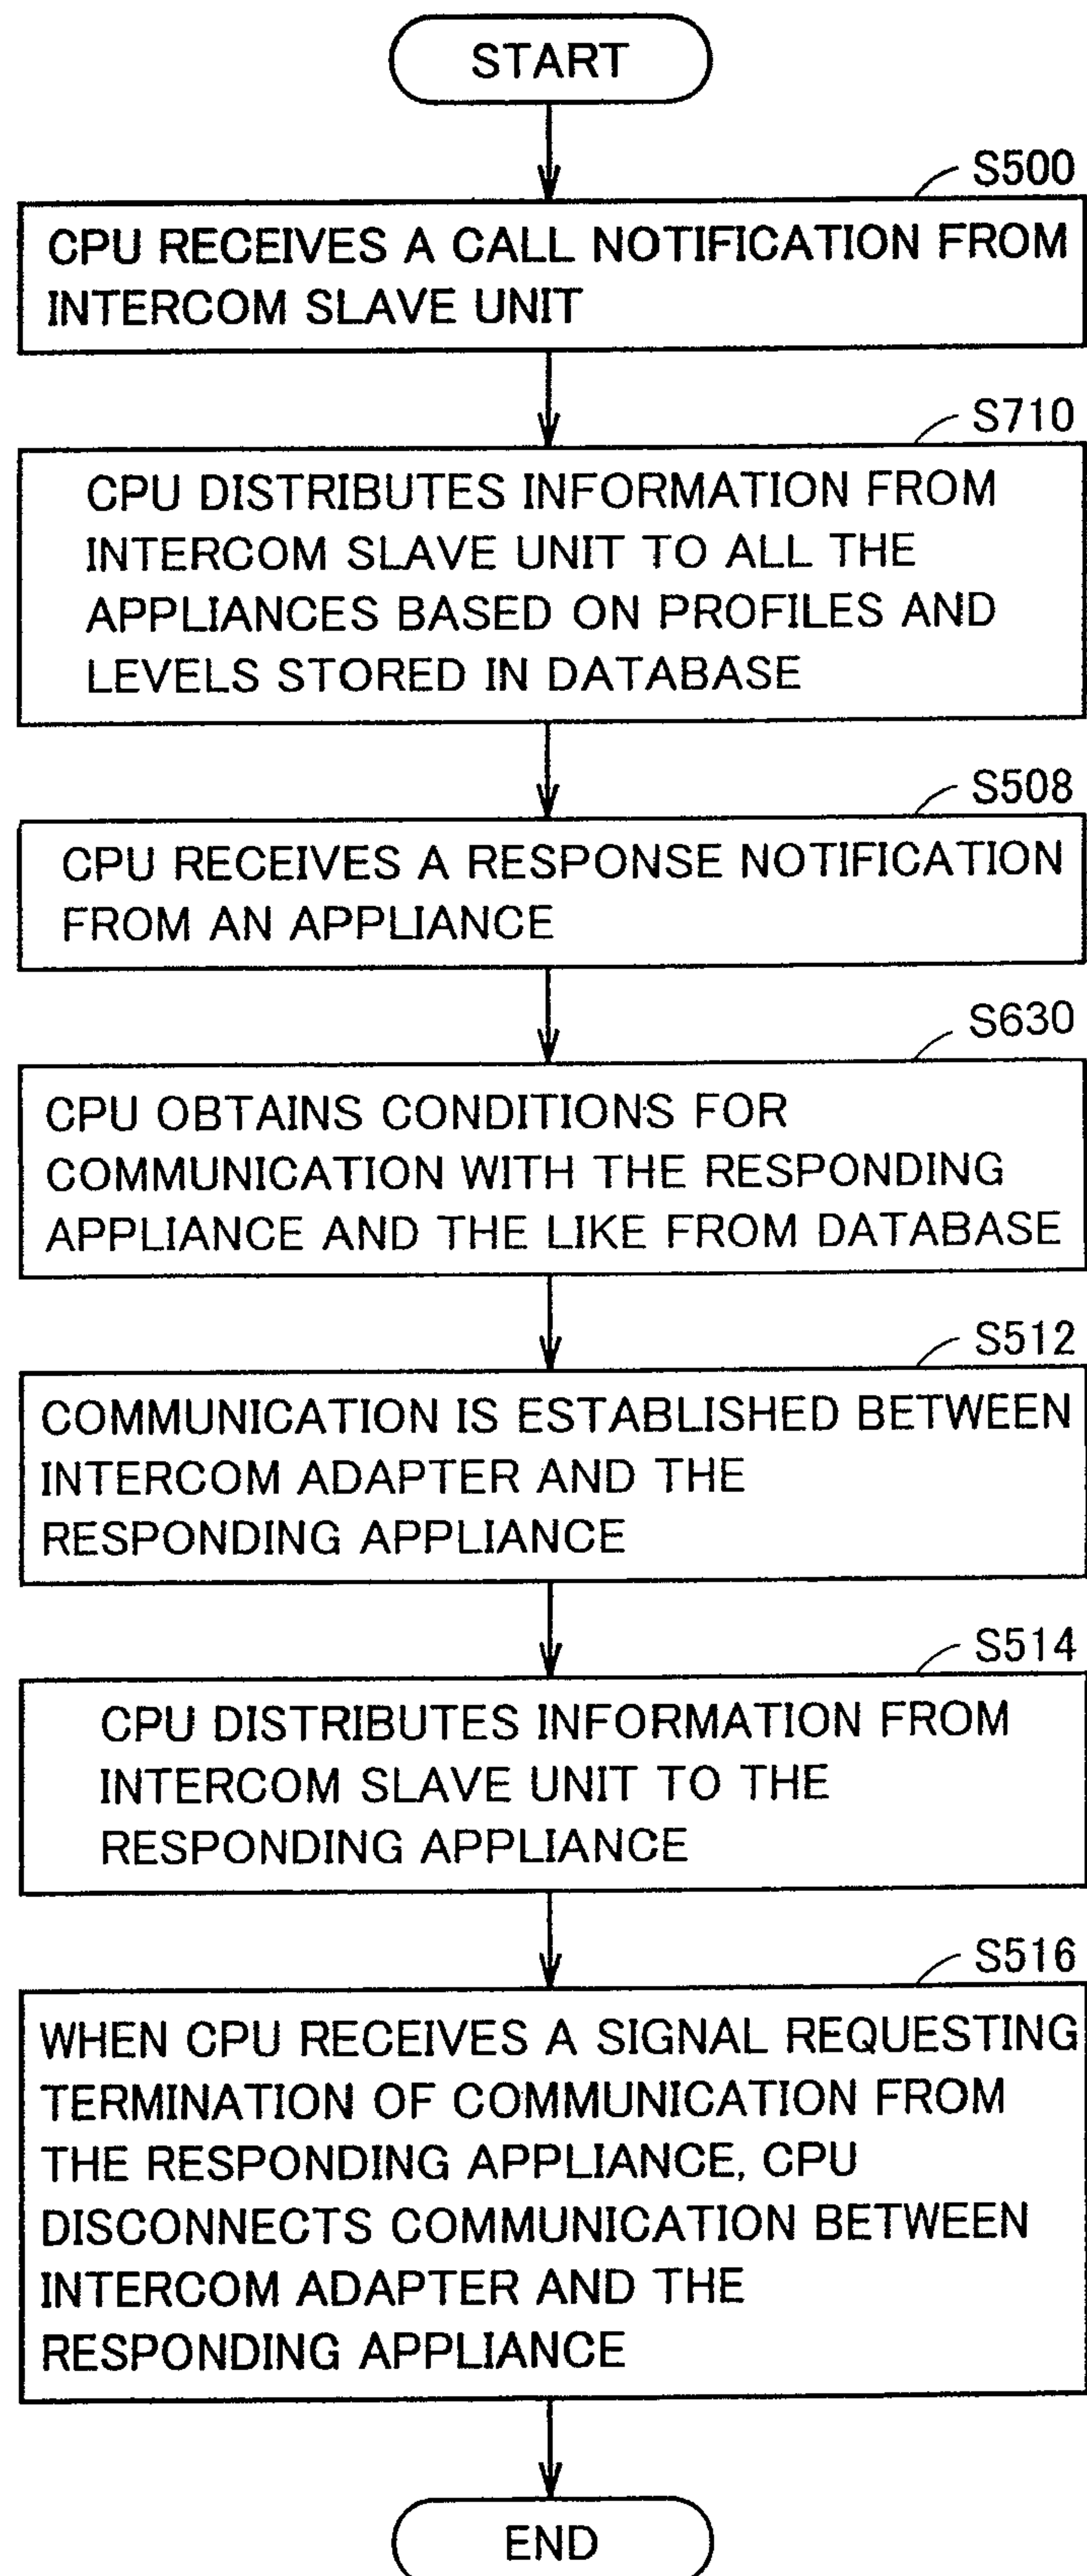 START
S500
CPU RECEIVES A CALL NOTIFICATION FROM
INTERCOM SLAVE UNIT
S710
CPU DISTRIBUTES INFORMATION FROM
INTERCOM SLAVE UNIT TO ALL THE
APPLIANCES BASED ON PROFILES AND
LEVELS STORED IN DATABASE
S508
CPU RECEIVES A RESPONSE NOTIFICATION
FROM AN APPLIANCE
S630
CPU OBTAINS CONDITIONS FOR
COMMUNICATION WITH THE RESPONDING
APPLIANCE AND THE LIKE FROM DATABASE
S512
COMMUNICATION IS ESTABLISHED BETWEEN
INTERCOM ADAPTER AND THE
RESPONDING APPLIANCE
S514
CPU DISTRIBUTES INFORMATION FROM
INTERCOM SLAVE UNIT TO THE
RESPONDING APPLIANCE
S516
WHEN CPU RECEIVES A SIGNAL REQUESTING
TERMINATION OF COMMUNICATION FROM
THE RESPONDING APPLIANCE, CPU
DISCONNECTS COMMUNICATION BETWEEN
INTERCOM ADAPTER AND THE
RESPONDING APPLIANCE
END